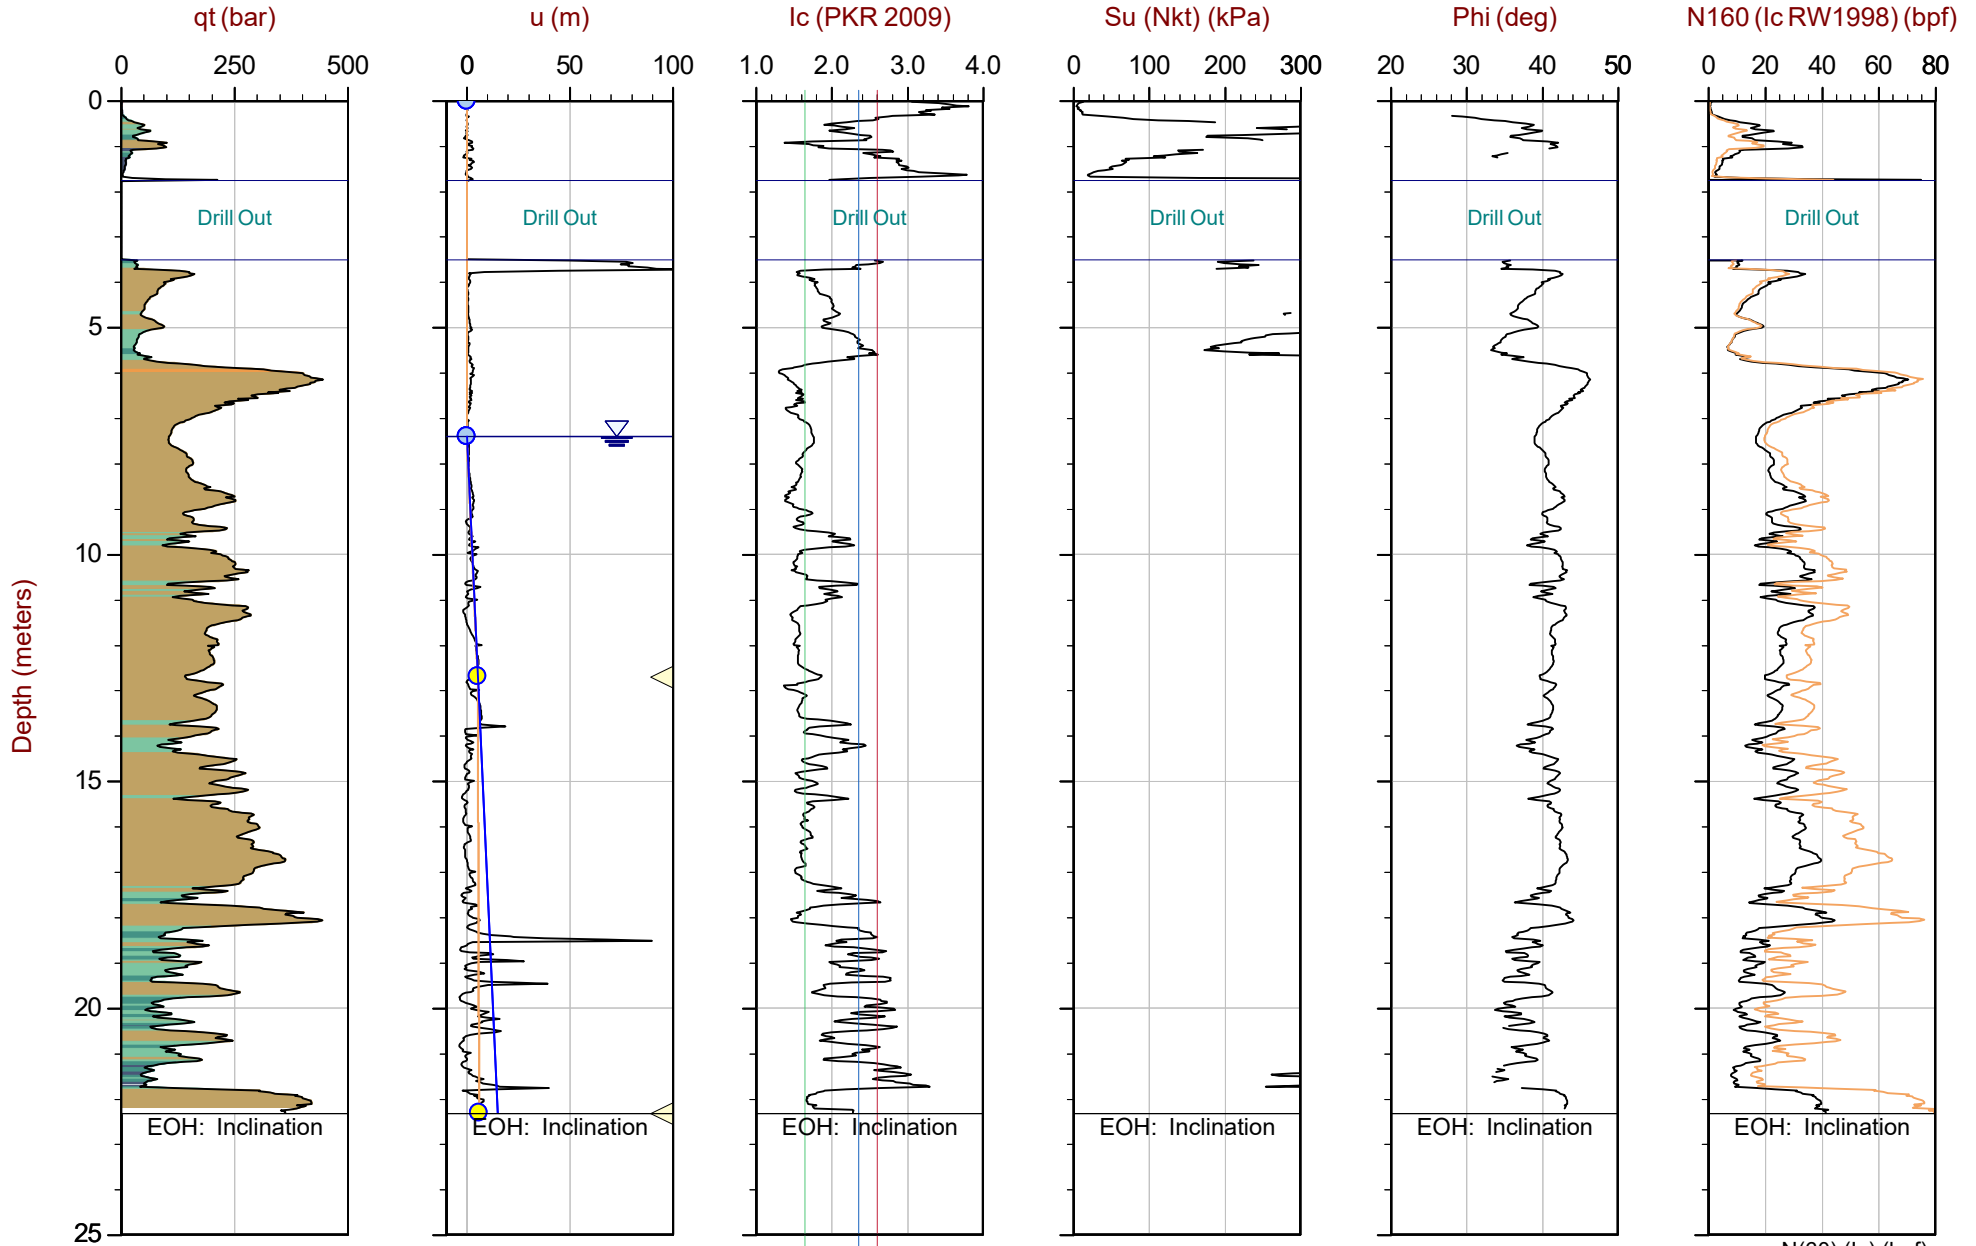 qt (bar) u (m) Ic (PKR 2009) Su (Nkt) (kPa) Phi (deg) N160 (Ic RW1998) (bpf)
0 250 500 0 50 100 1.0 2.0 3.0 4.0 0 100 200 300 20 30 40 50 0 20 40 60 80
0
Drill Out Drill Out Drill Out Drill Out Drill Out Drill Out
5
10
Depth (meters)
15
20
EOH: Inclination EOH: Inclination EOH: Inclination EOH: Inclination EOH: Inclination EOH: Inclination
25